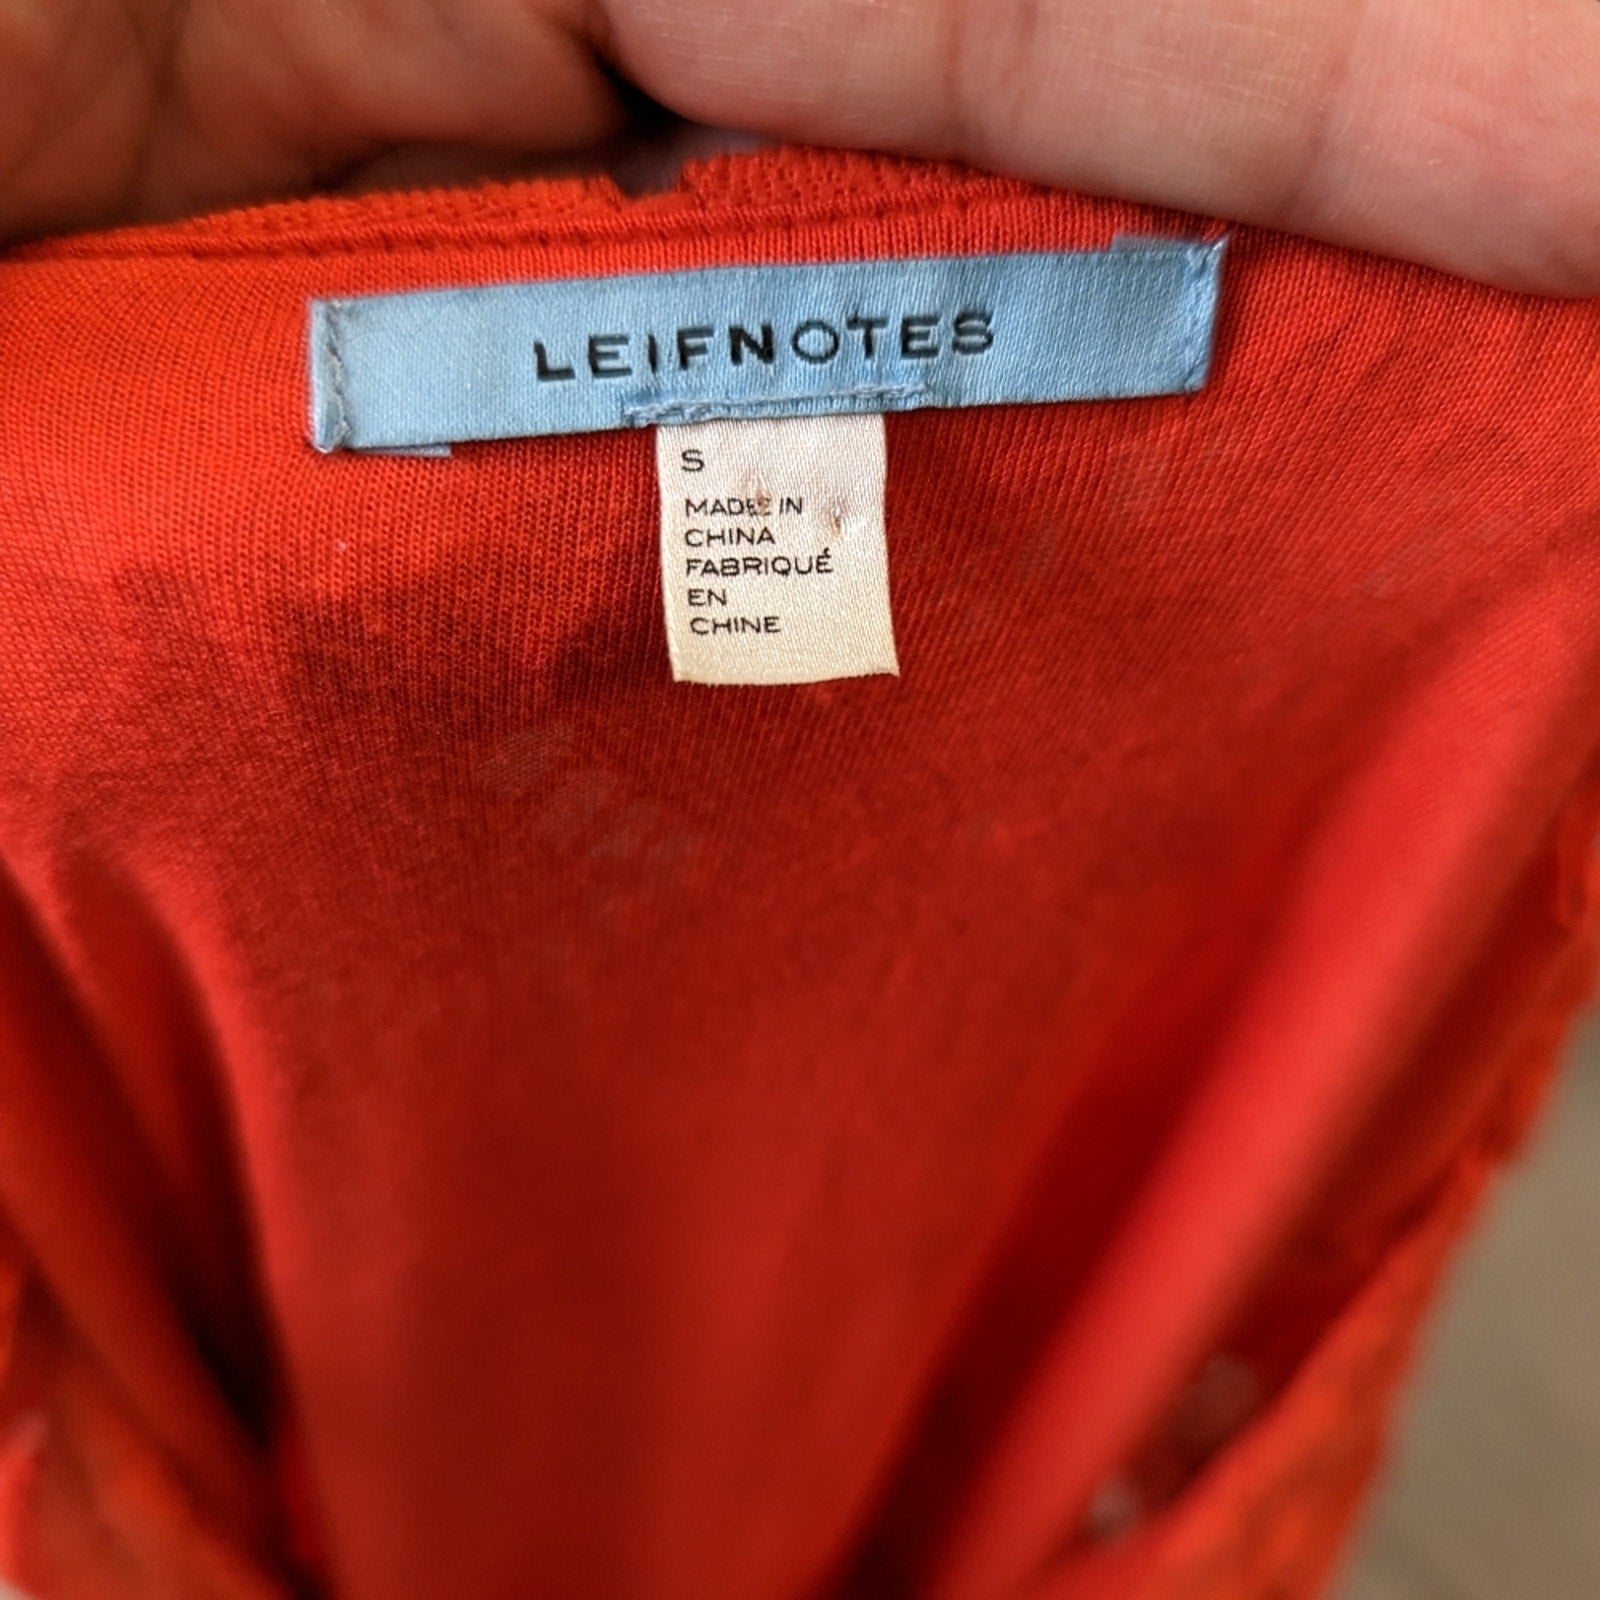 LEIFNOTES
S
MADE IN
CHINA
FABRIQUÉ
EN
CHINE